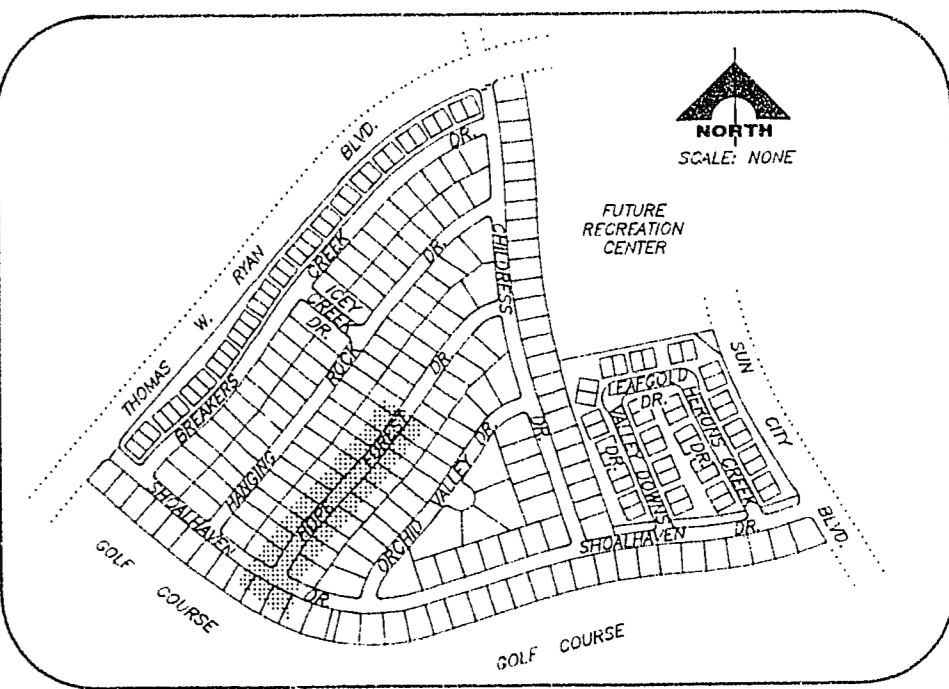 NORTH
SCALE: NONE
FUTURE
RECREATION
CENTER
THOMAS W. RYAN BLVD.
BREAKERS CREEK DR.
ICEY
CREEK
DR.
HANGING ROCK DR.
FOREST DR.
ORCHID VALLEY DR.
CHILDRESS DR.
SHOALHAVEN DR.
LEAFGOLD
DR.
VALLEY DOWNS DR.
HERONS CREEK DR.
SHOALHAVEN DR.
SUN CITY BLVD.
GOLF COURSE
GOLF COURSE